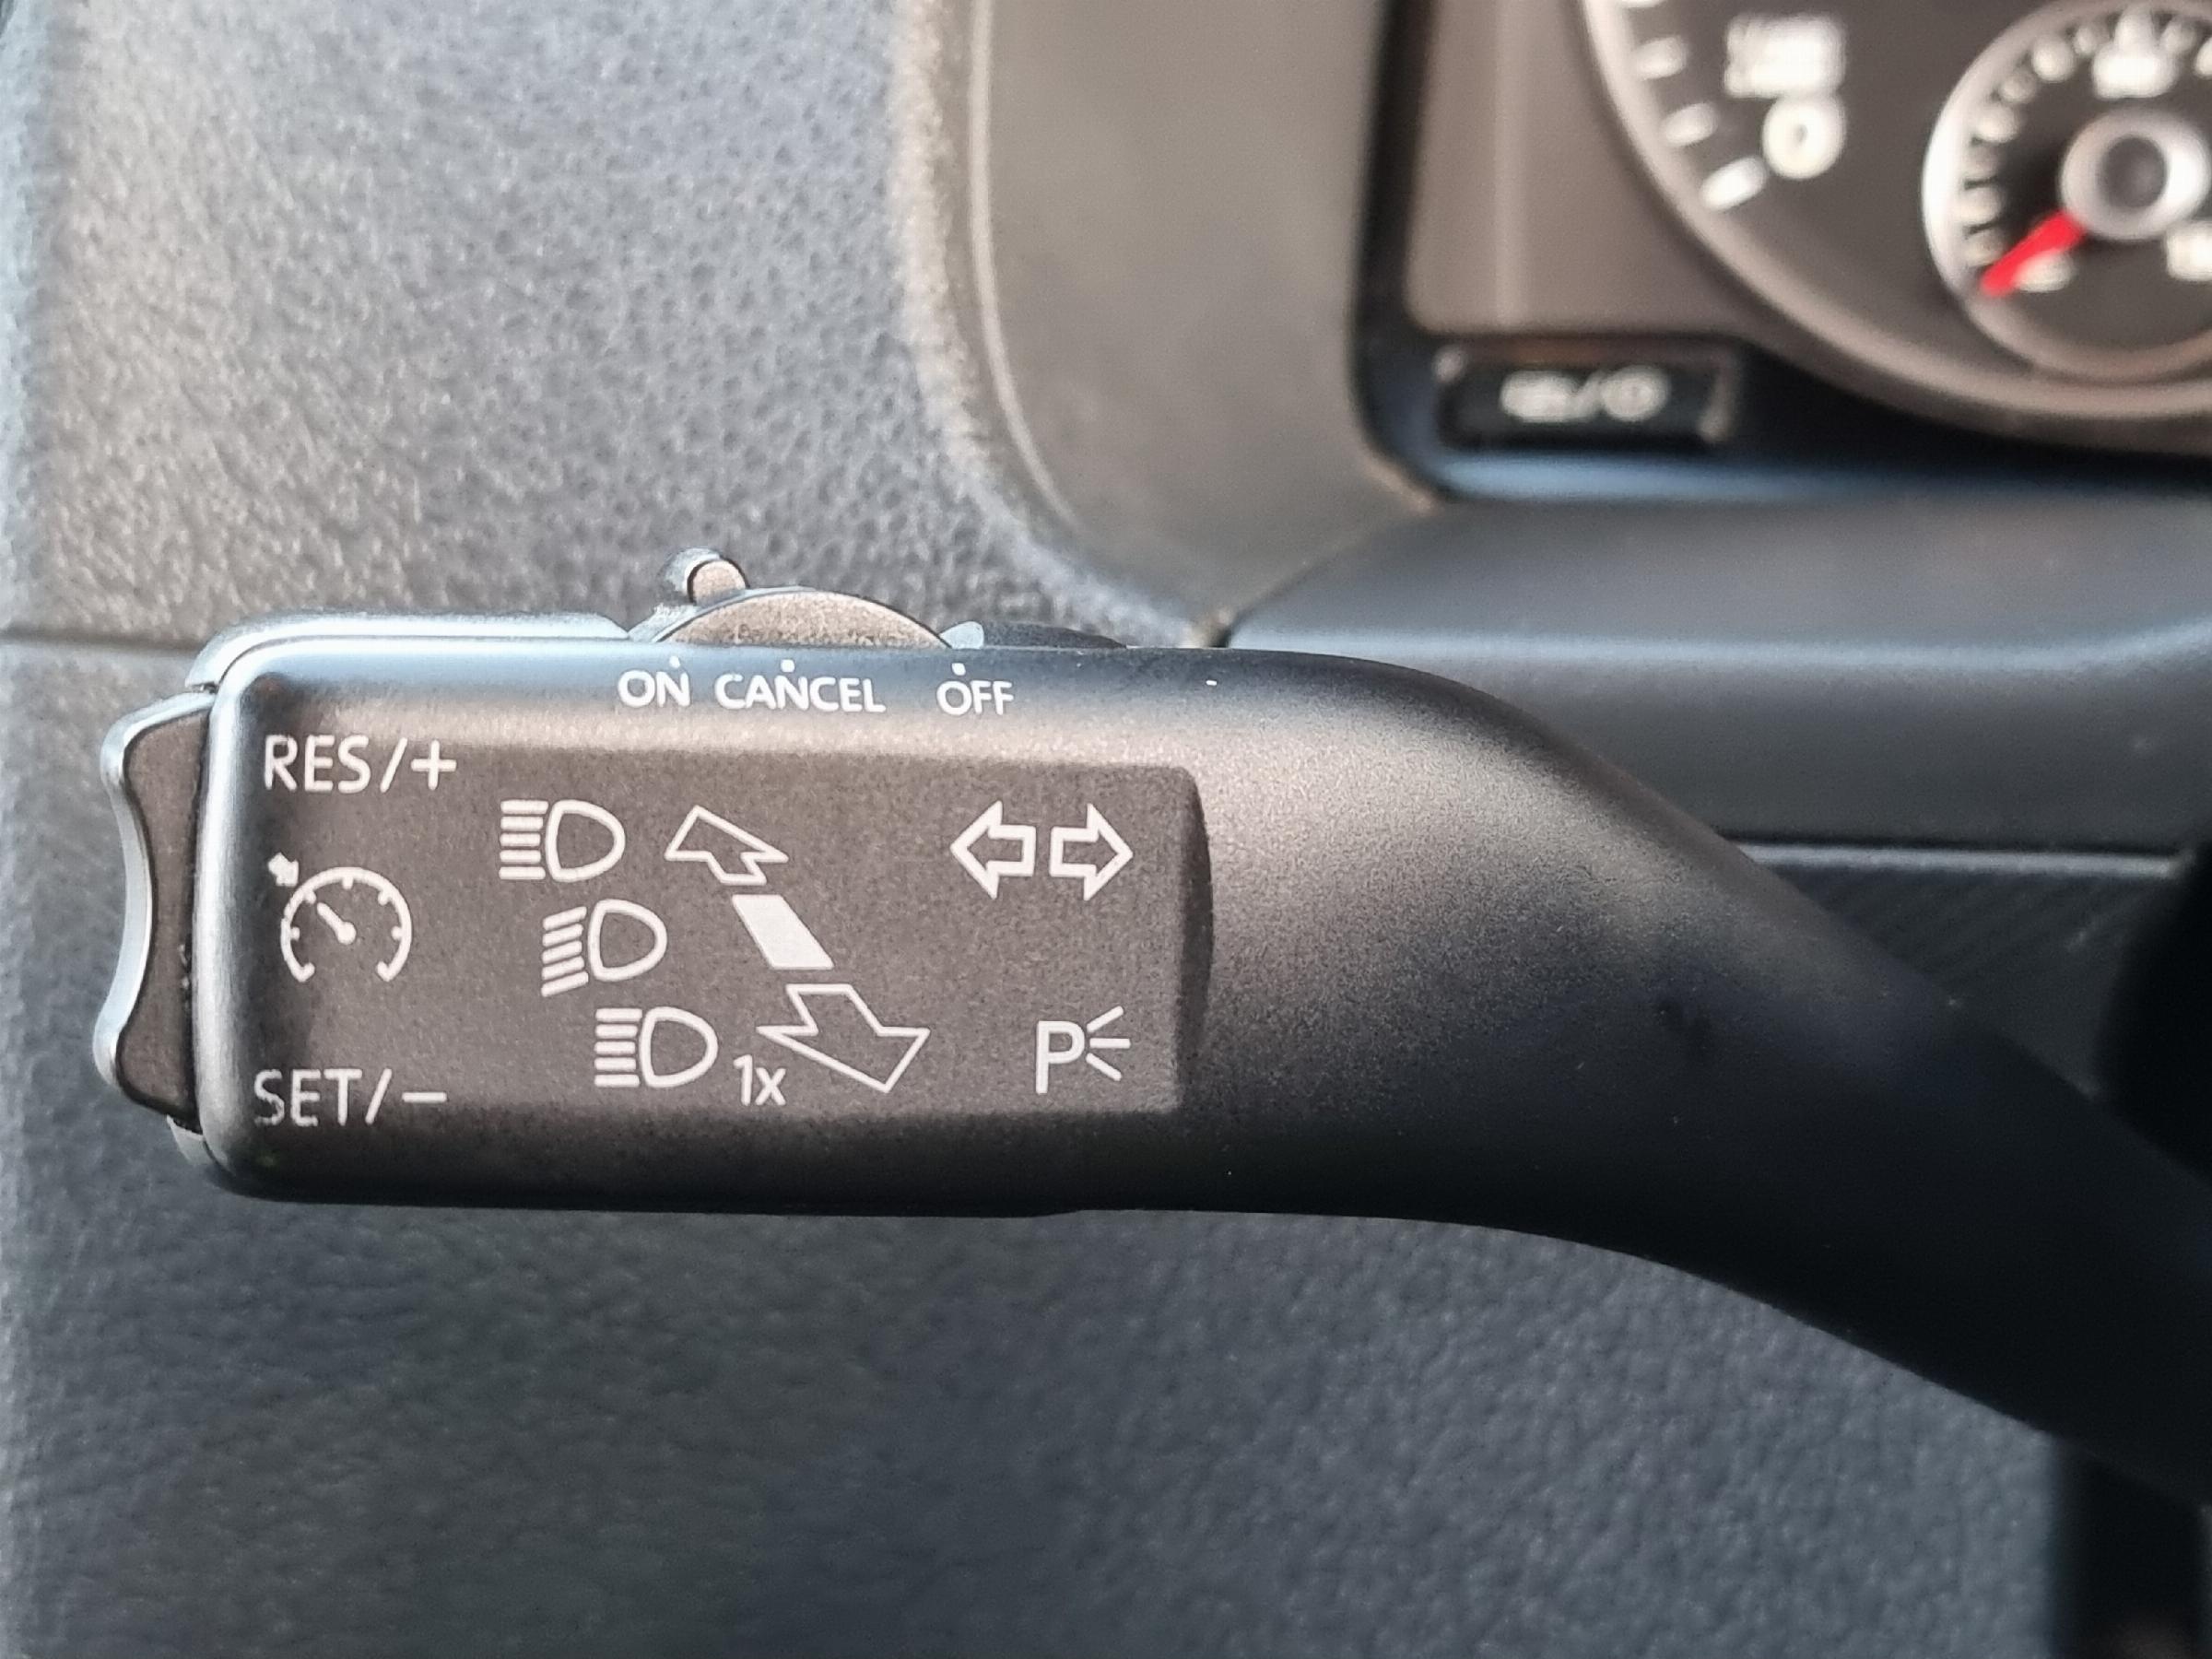 ON CANCEL OFF
RES/+
1x
P
SET/-